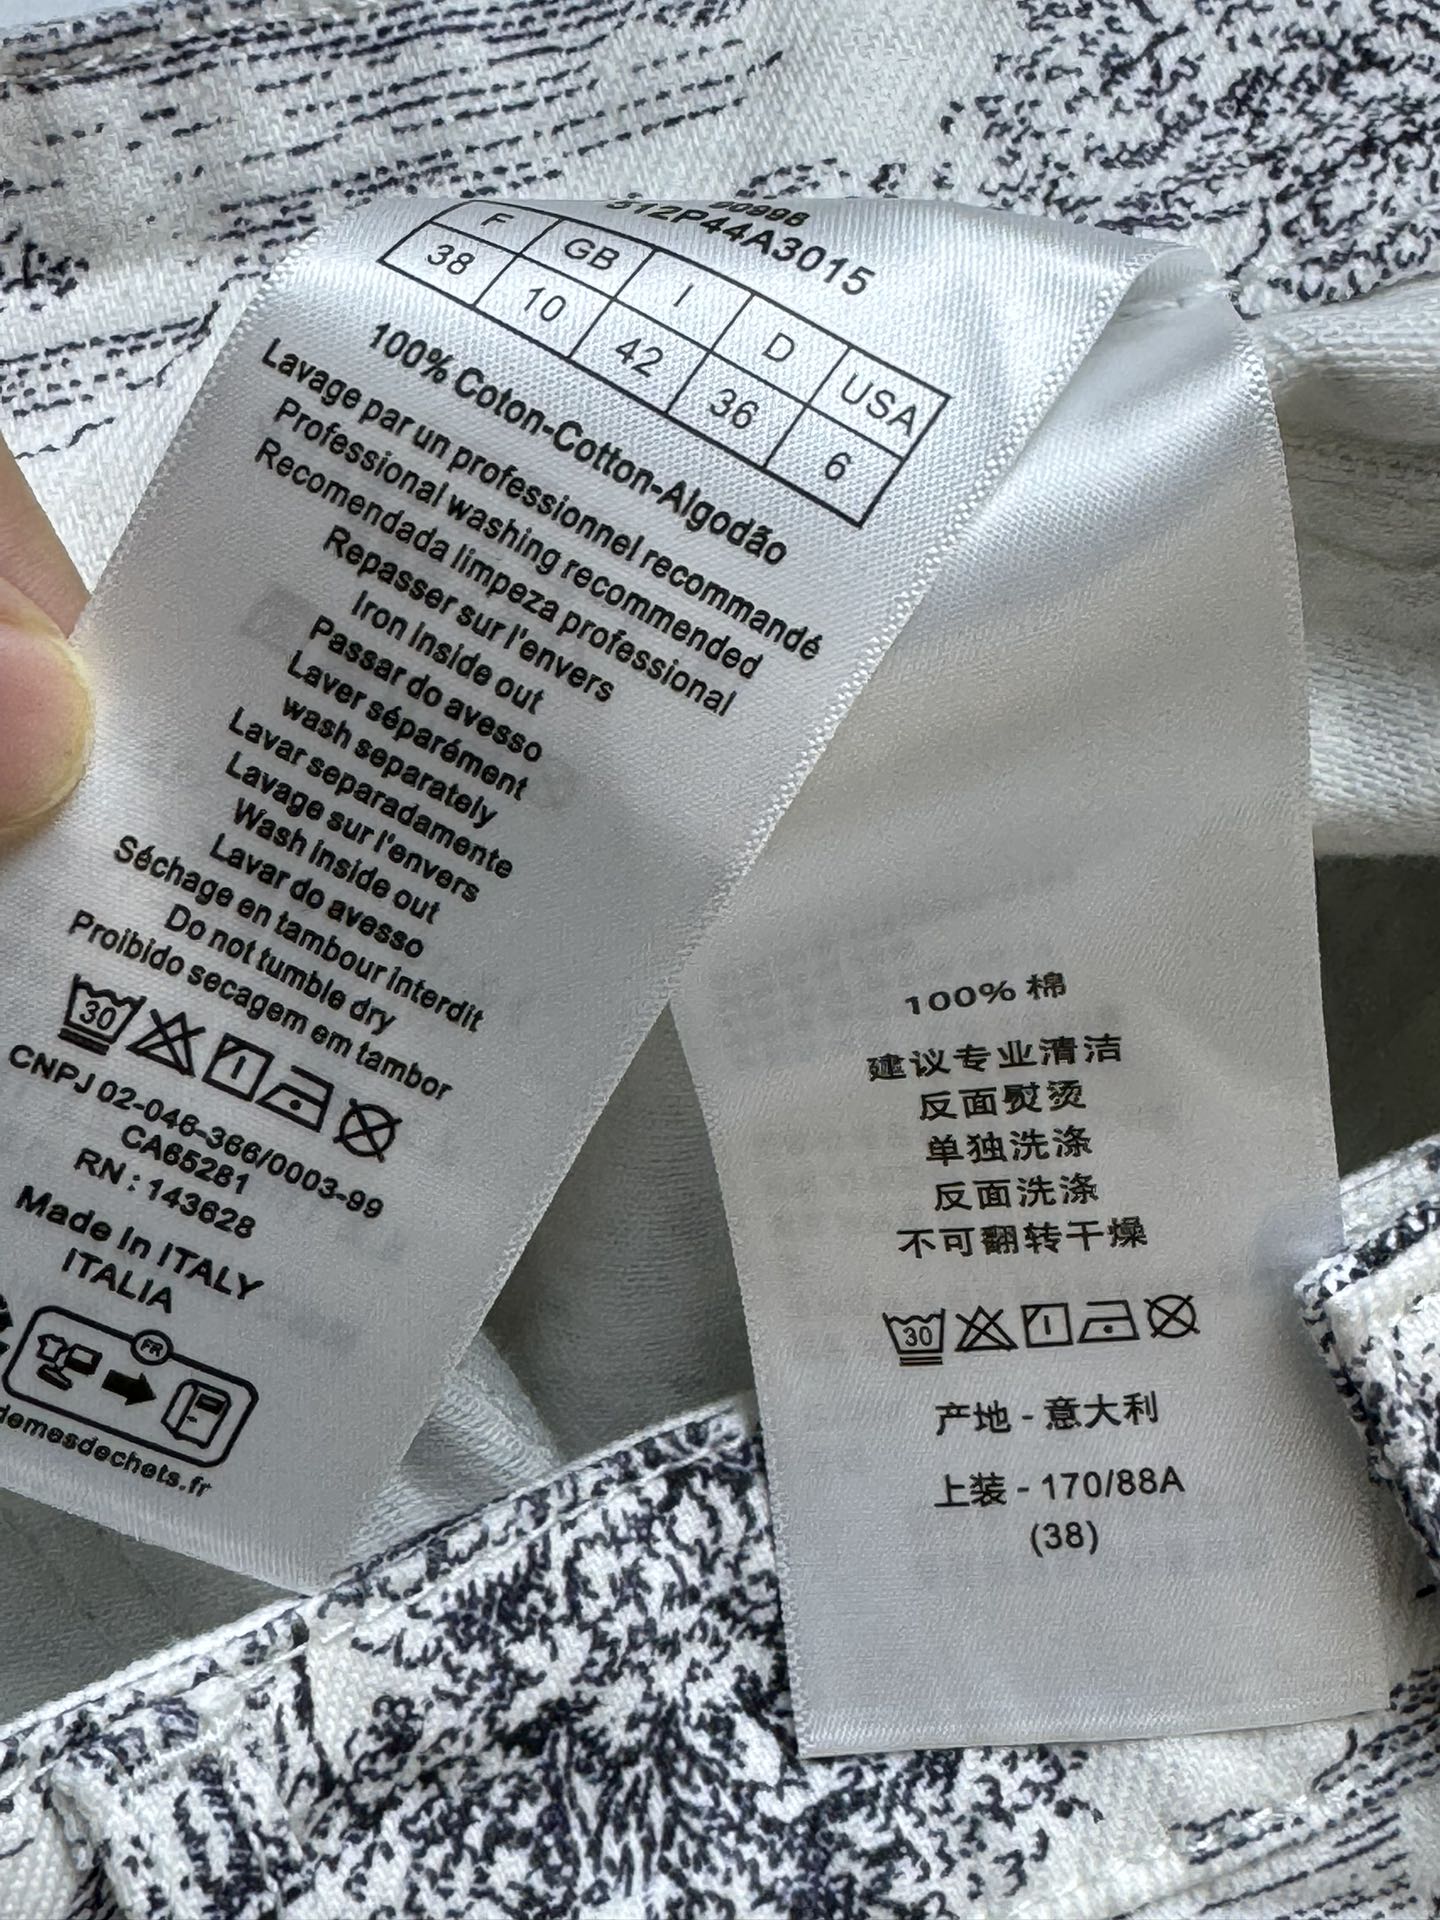 90998
512P44A3015
F GB I D USA
38 10 42 36 6
100% Coton-Cotton-Algodão
Lavage par un professionnel recommandé
Professional washing recommended
Recomendada limpeza professional
Repasser sur l'envers
Iron inside out
Passar do avesso
Laver séparément
wash separately
Lavar separadamente
Lavage sur l'envers
Wash inside out
Lavar do avesso
Séchage en tambour interdit
Do not tumble dry
Proibido secagem em tambor
30
CNPJ 02-046-366/0003-99
CA65281
RN : 143628
Made in ITALY
ITALIA
FR
demesdechets.fr
100% 棉
建议专业清洁
反面熨烫
单独洗涤
反面洗涤
不可翻转干燥
30
产地 - 意大利
上装 - 170/88A
(38)